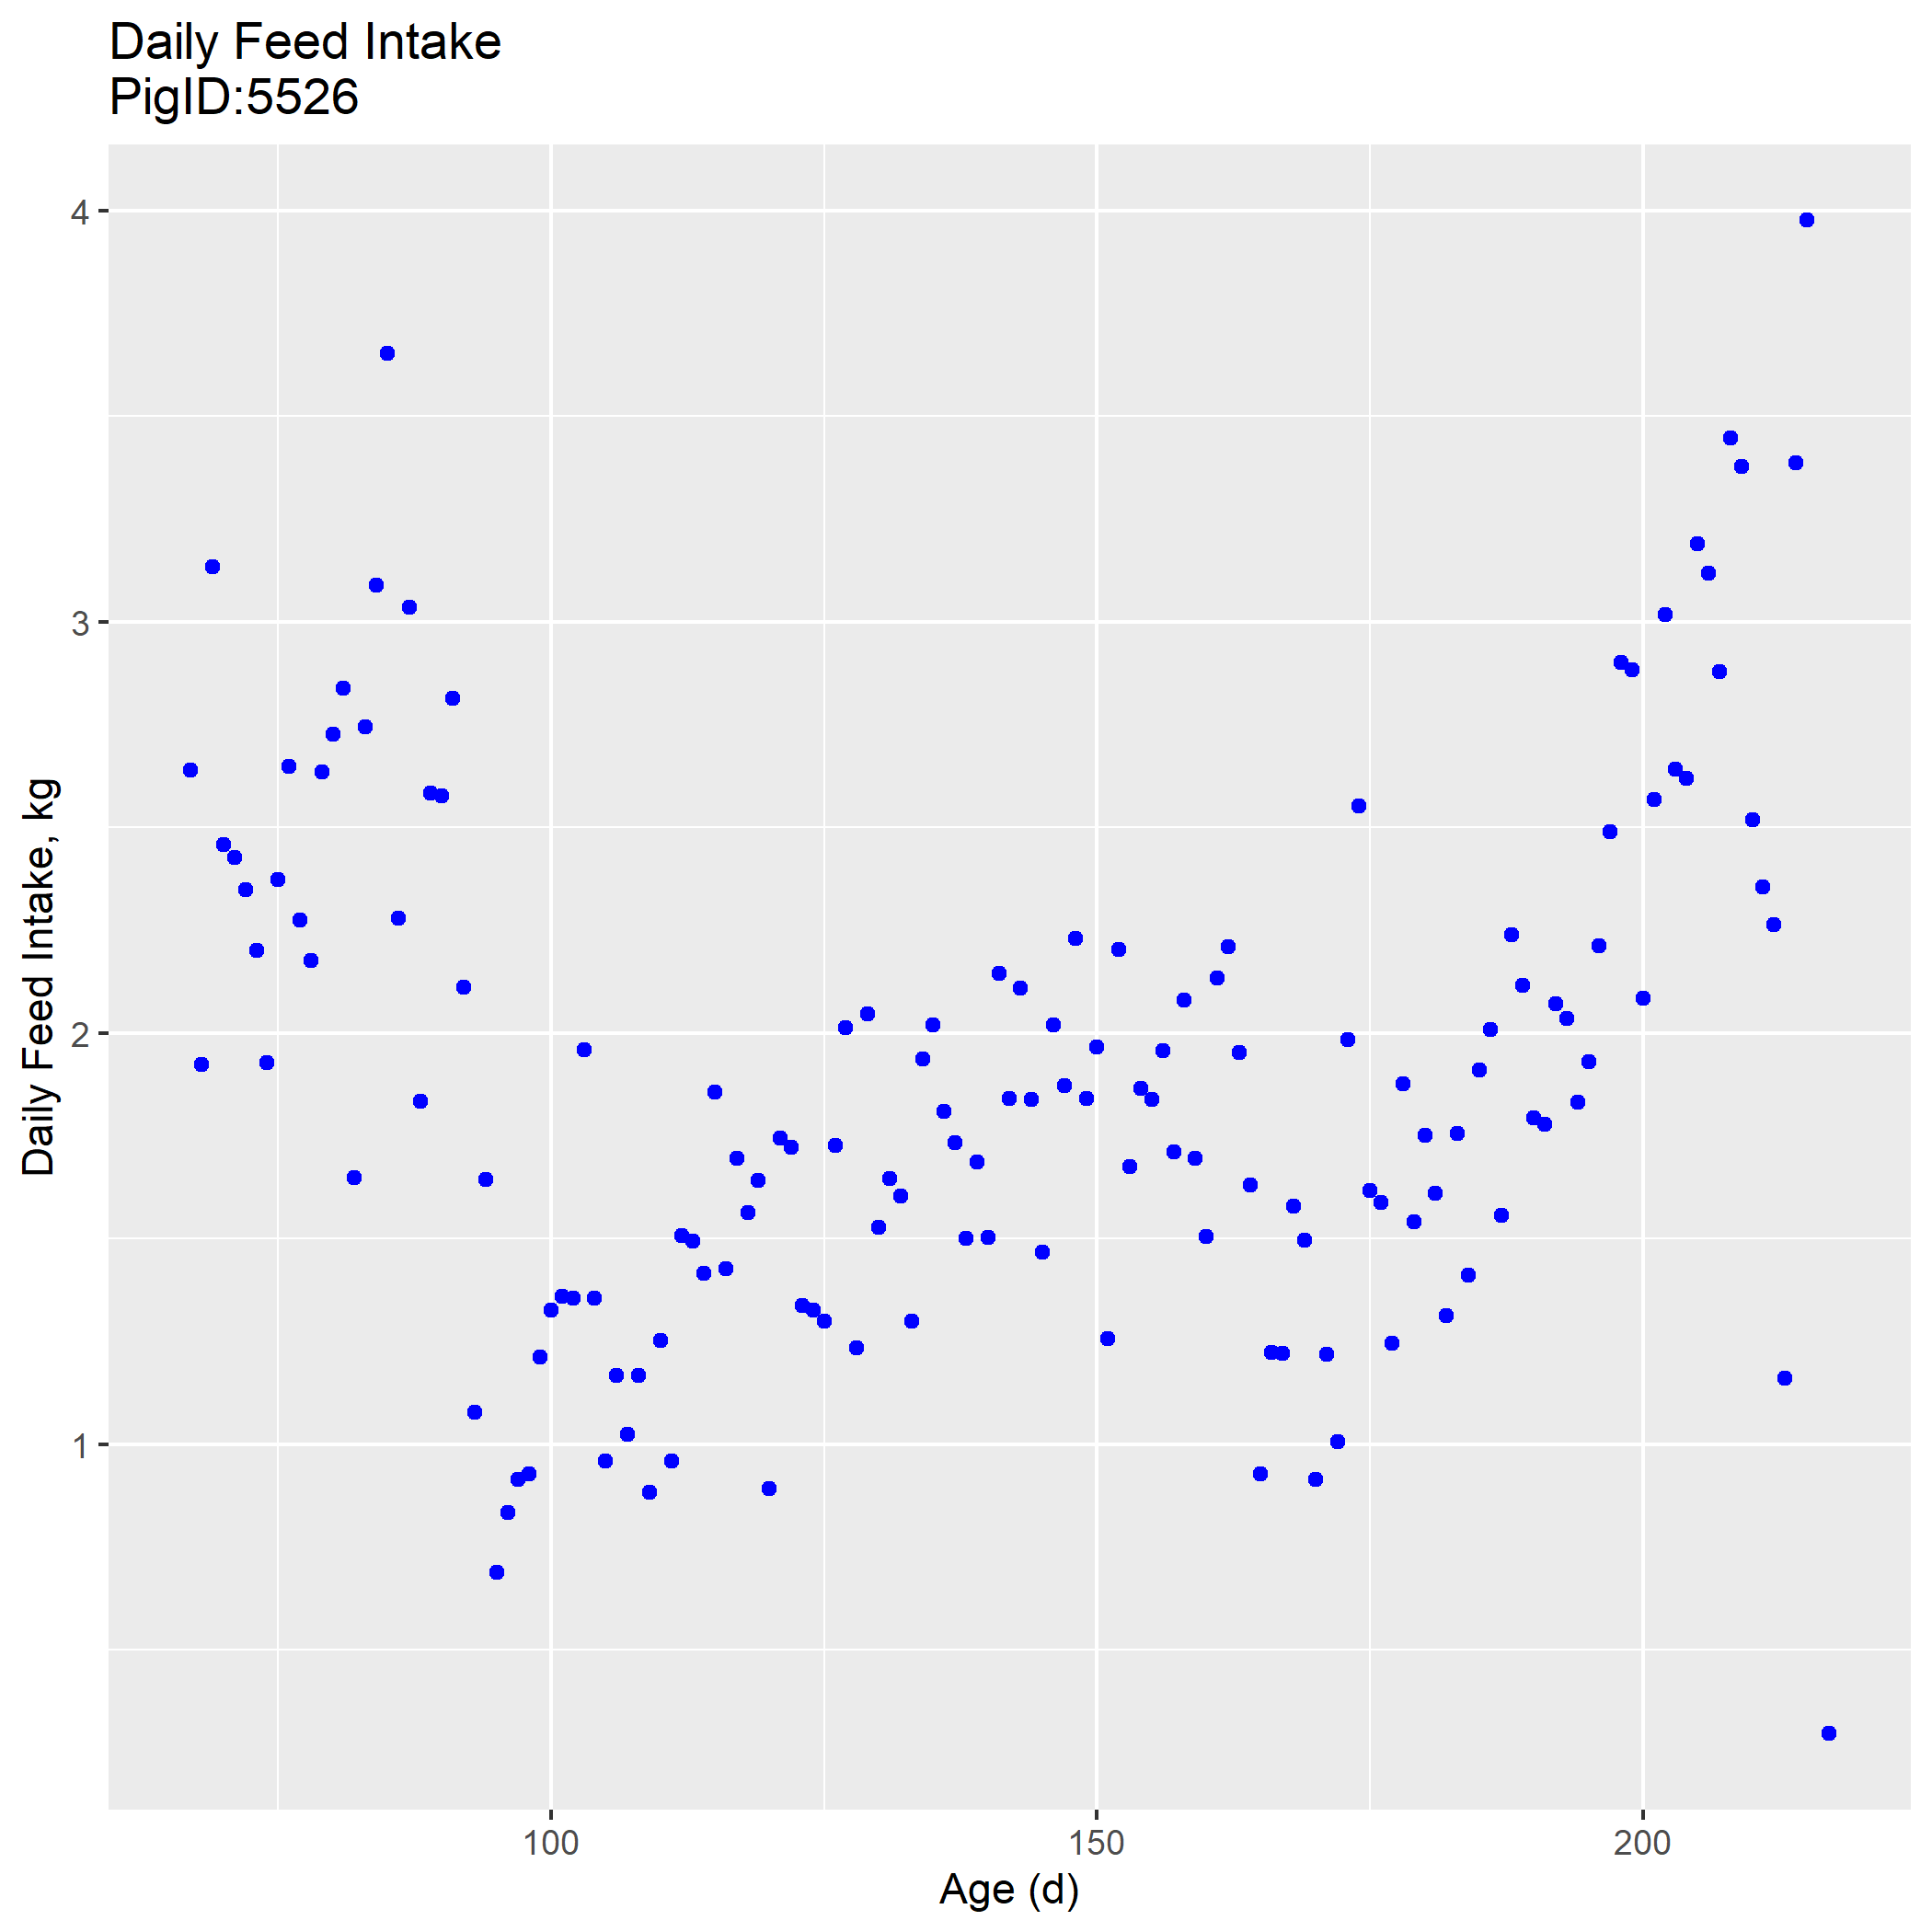 Daily Feed Intake
PigID:5526
4
3
2
1
Daily Feed Intake, kg
100 150 200
Age (d)